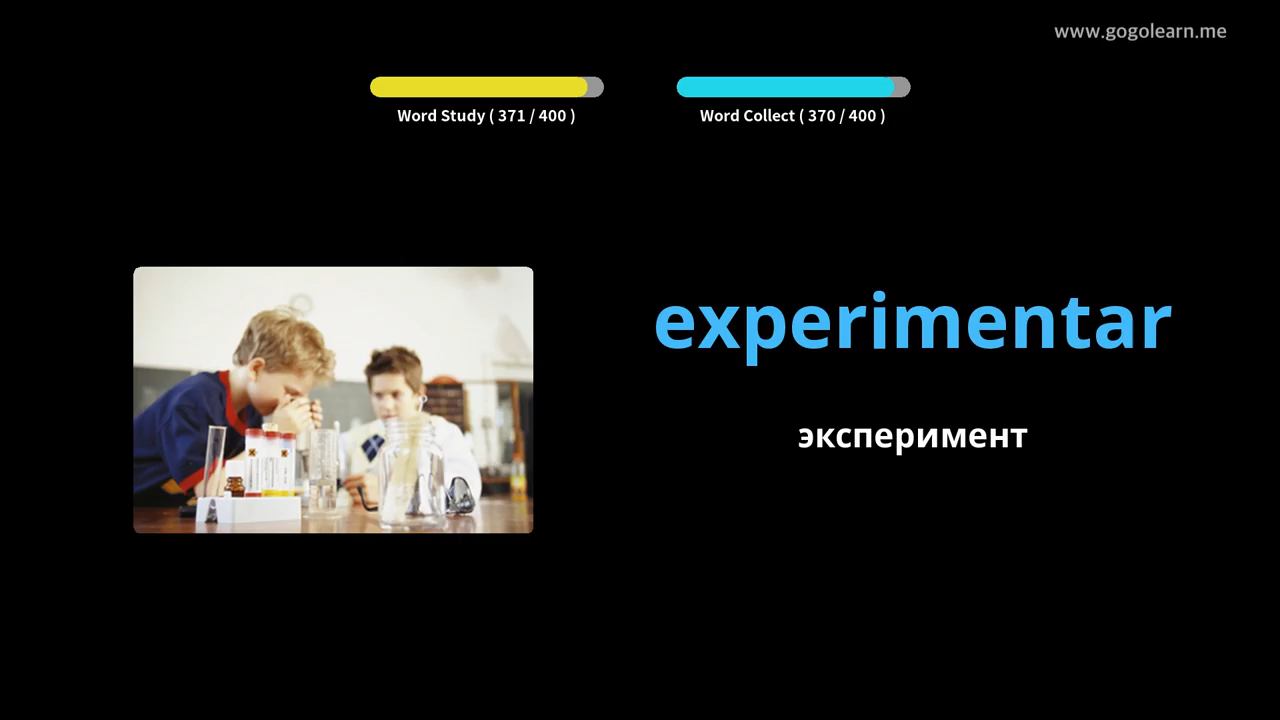 www.gogolearn.me
Word Study ( 371 / 400 )
Word Collect ( 370 / 400 )
experimentar
эксперимент